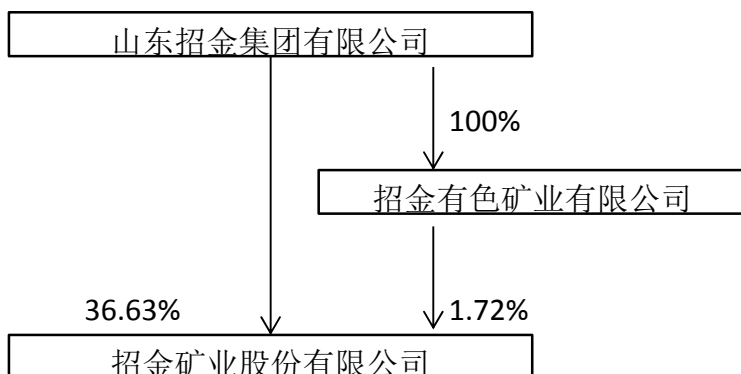 山东招金集团有限公司
100%
招金有色矿业有限公司
36.63%
1.72%
招金矿业股份有限公司